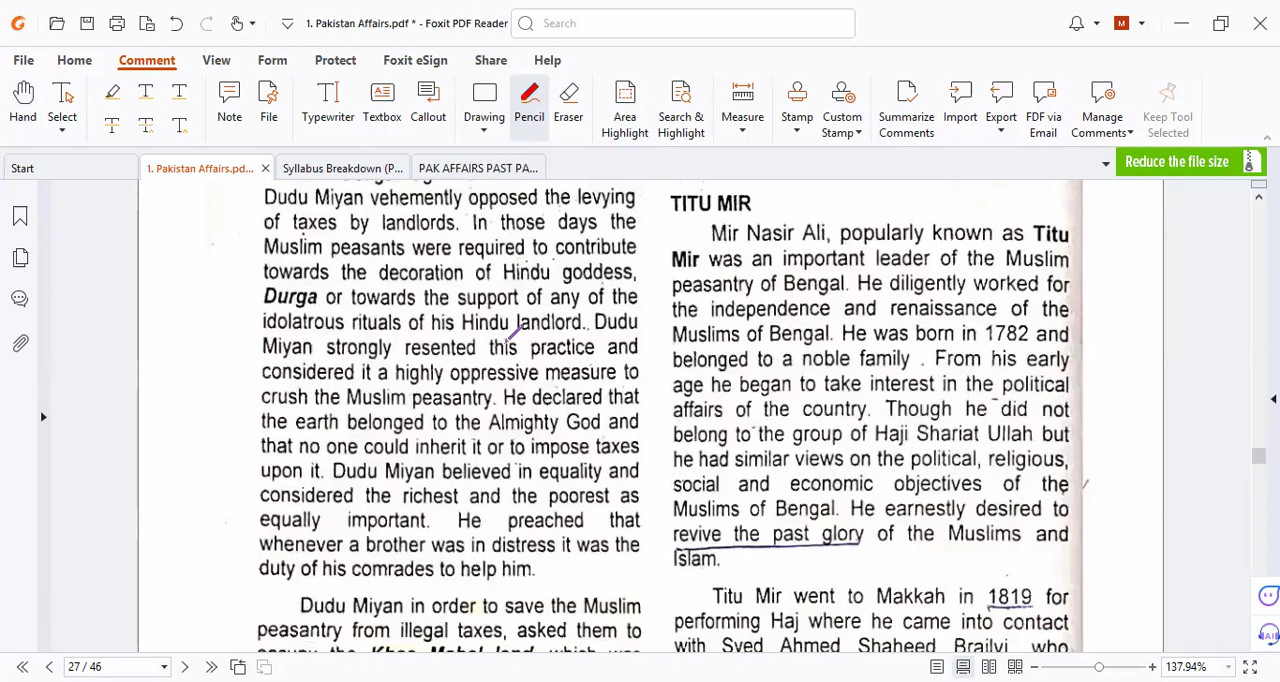 1. Pakistan Affairs.pdf * - Foxit PDF Reader
Search
M
File
Home
Comment
View
Form
Protect
Foxit eSign
Share
Help
Hand
Select
Note
File
Typewriter
Textbox
Callout
Drawing
Pencil
Eraser
Area
Highlight
Search &
Highlight
Measure
Stamp
Custom
Stamp
Summarize
Comments
Import
Export
FDF via
Email
Manage
Comments
Keep Tool
Selected
Start
1. Pakistan Affairs.pd...
Syllabus Breakdown (P...
PAK AFFAIRS PAST PA...
Reduce the file size
Dudu Miyan vehemently opposed the levying
of taxes by landlords. In those days the
Muslim peasants were required to contribute
towards the decoration of Hindu goddess,
Durga or towards the support of any of the
idolatrous rituals of his Hindu landlord. Dudu
Miyan strongly resented this practice and
considered it a highly oppressive measure to
crush the Muslim peasantry. He declared that
the earth belonged to the Almighty God and
that no one could inherit it or to impose taxes
upon it. Dudu Miyan believed in equality and
considered the richest and the poorest as
equally important. He preached that
whenever a brother was in distress it was the
duty of his comrades to help him.
Dudu Miyan in order to save the Muslim
peasantry from illegal taxes, asked them to
occupy the Khas Mahal land, which was
TITU MIR
Mir Nasir Ali, popularly known as Titu
Mir was an important leader of the Muslim
peasantry of Bengal. He diligently worked for
the independence and renaissance of the
Muslims of Bengal. He was born in 1782 and
belonged to a noble family . From his early
age he began to take interest in the political
affairs of the country. Though he did not
belong to the group of Haji Shariat Ullah but
he had similar views on the political, religious,
social and economic objectives of the
Muslims of Bengal. He earnestly desired to
revive the past glory of the Muslims and
Islam.
Titu Mir went to Makkah in 1819 for
performing Haj where he came into contact
with Syed Ahmed Shaheed Brailvi who
27 / 46
137.94%